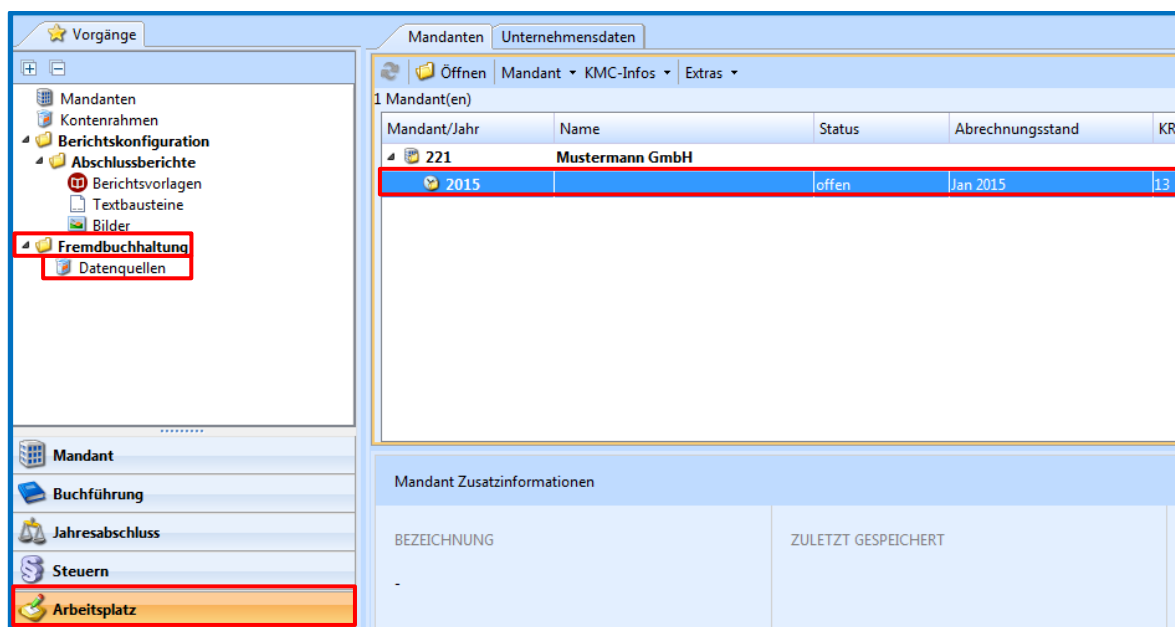 Vorgänge
Mandanten
Kontenrahmen
Berichtskonfiguration
Abschlussberichte
Berichtsvorlagen
Textbausteine
Bilder
Fremdbuchhaltung
Datenquellen
Mandant
Buchführung
Jahresabschluss
Steuern
Arbeitsplatz
Mandanten Unternehmensdaten
Öffnen Mandant KMC-Infos Extras
1 Mandant(en)
Mandant/Jahr Name Status Abrechnungsstand KR
221 Mustermann GmbH
2015 offen Jan 2015 13
Mandant Zusatzinformationen
BEZEICHNUNG ZULETZT GESPEICHERT
-